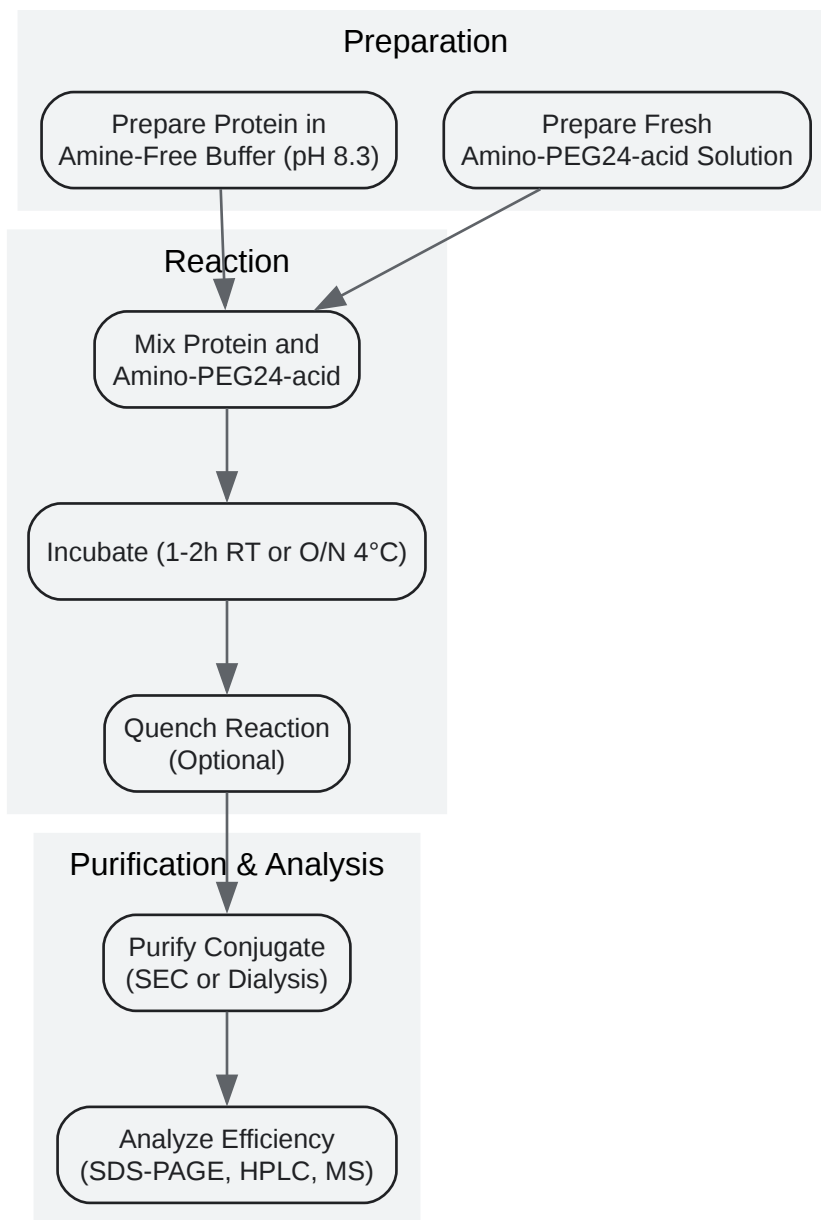 Preparation
Prepare Protein in
Amine-Free Buffer (pH 8.3)
Prepare Fresh
Amino-PEG24-acid Solution
Reaction
Mix Protein and
Amino-PEG24-acid
Incubate (1-2h RT or O/N 4°C)
Quench Reaction
(Optional)
Purification & Analysis
Purify Conjugate
(SEC or Dialysis)
Analyze Efficiency
(SDS-PAGE, HPLC, MS)